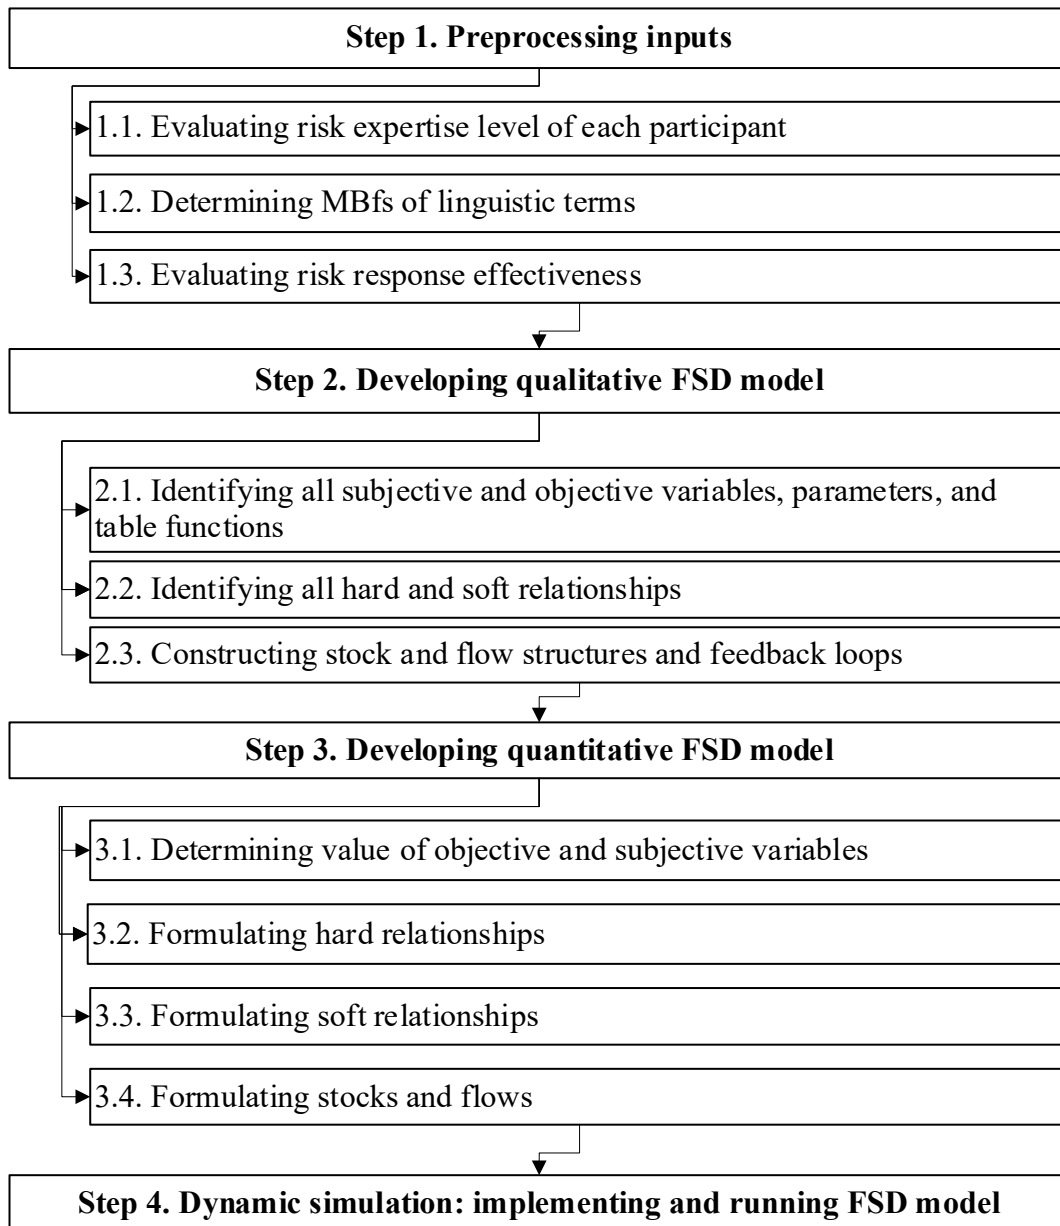 Step 1. Preprocessing inputs
1.1. Evaluating risk expertise level of each participant
1.2. Determining MBfs of linguistic terms
1.3. Evaluating risk response effectiveness
Step 2. Developing qualitative FSD model
2.1. Identifying all subjective and objective variables, parameters, and
table functions
2.2. Identifying all hard and soft relationships
2.3. Constructing stock and flow structures and feedback loops
Step 3. Developing quantitative FSD model
3.1. Determining value of objective and subjective variables
3.2. Formulating hard relationships
3.3. Formulating soft relationships
3.4. Formulating stocks and flows
Step 4. Dynamic simulation: implementing and running FSD model